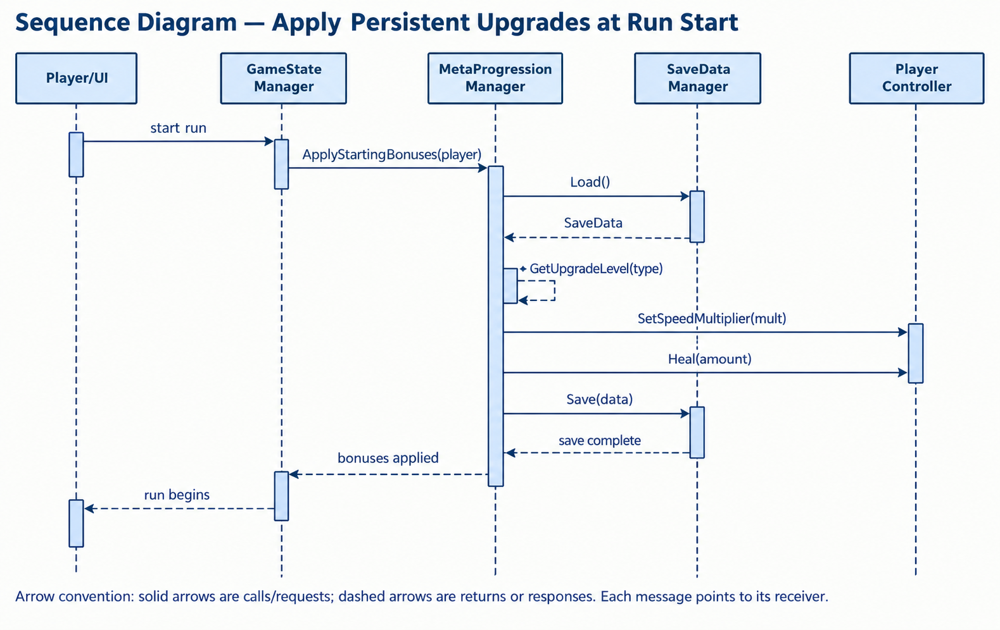 Sequence Diagram — Apply Persistent Upgrades at Run Start
Player/UI
GameState
Manager
MetaProgression
Manager
SaveData
Manager
Player
Controller
start run
ApplyStartingBonuses(player)
Load()
SaveData
GetUpgradeLevel(type)
SetSpeedMultiplier(mult)
Heal(amount)
Save(data)
save complete
bonuses applied
run begins
Arrow convention: solid arrows are calls/requests; dashed arrows are returns or responses. Each message points to its receiver.